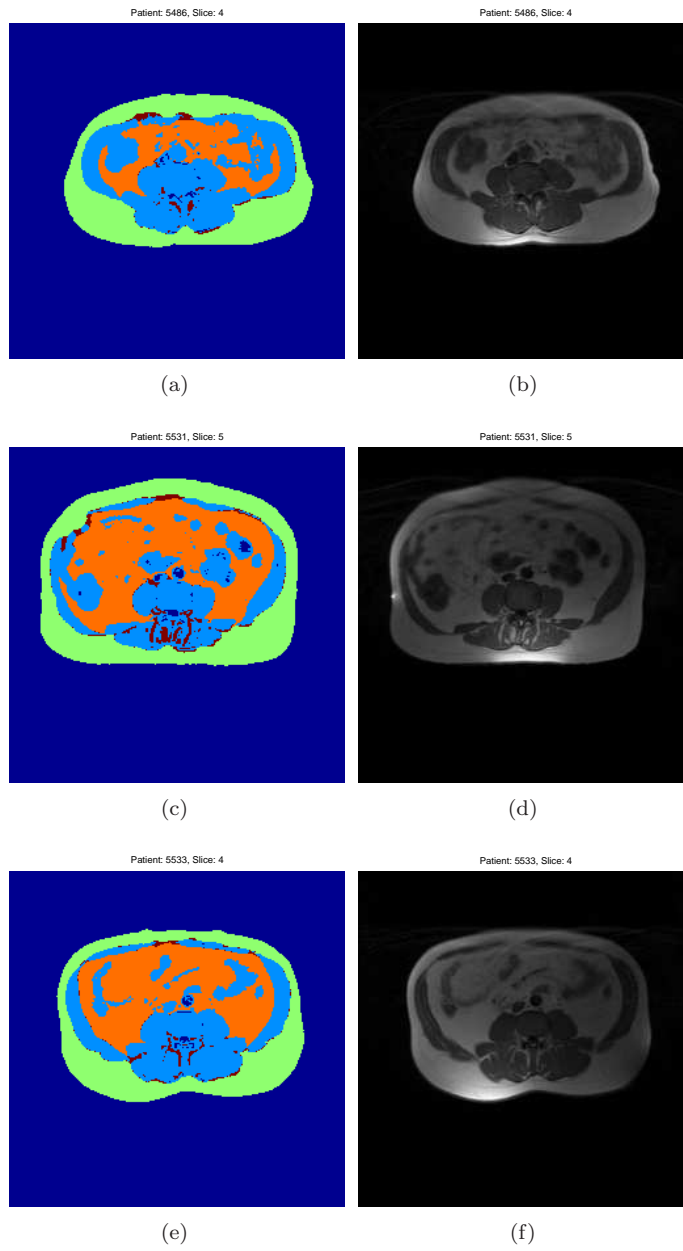 Patient: 5486, Slice: 4
Patient: 5486, Slice: 4
(a)
(b)
Patient: 5531, Slice: 5
Patient: 5531, Slice: 5
(c)
(d)
Patient: 5533, Slice: 4
Patient: 5533, Slice: 4
(e)
(f)